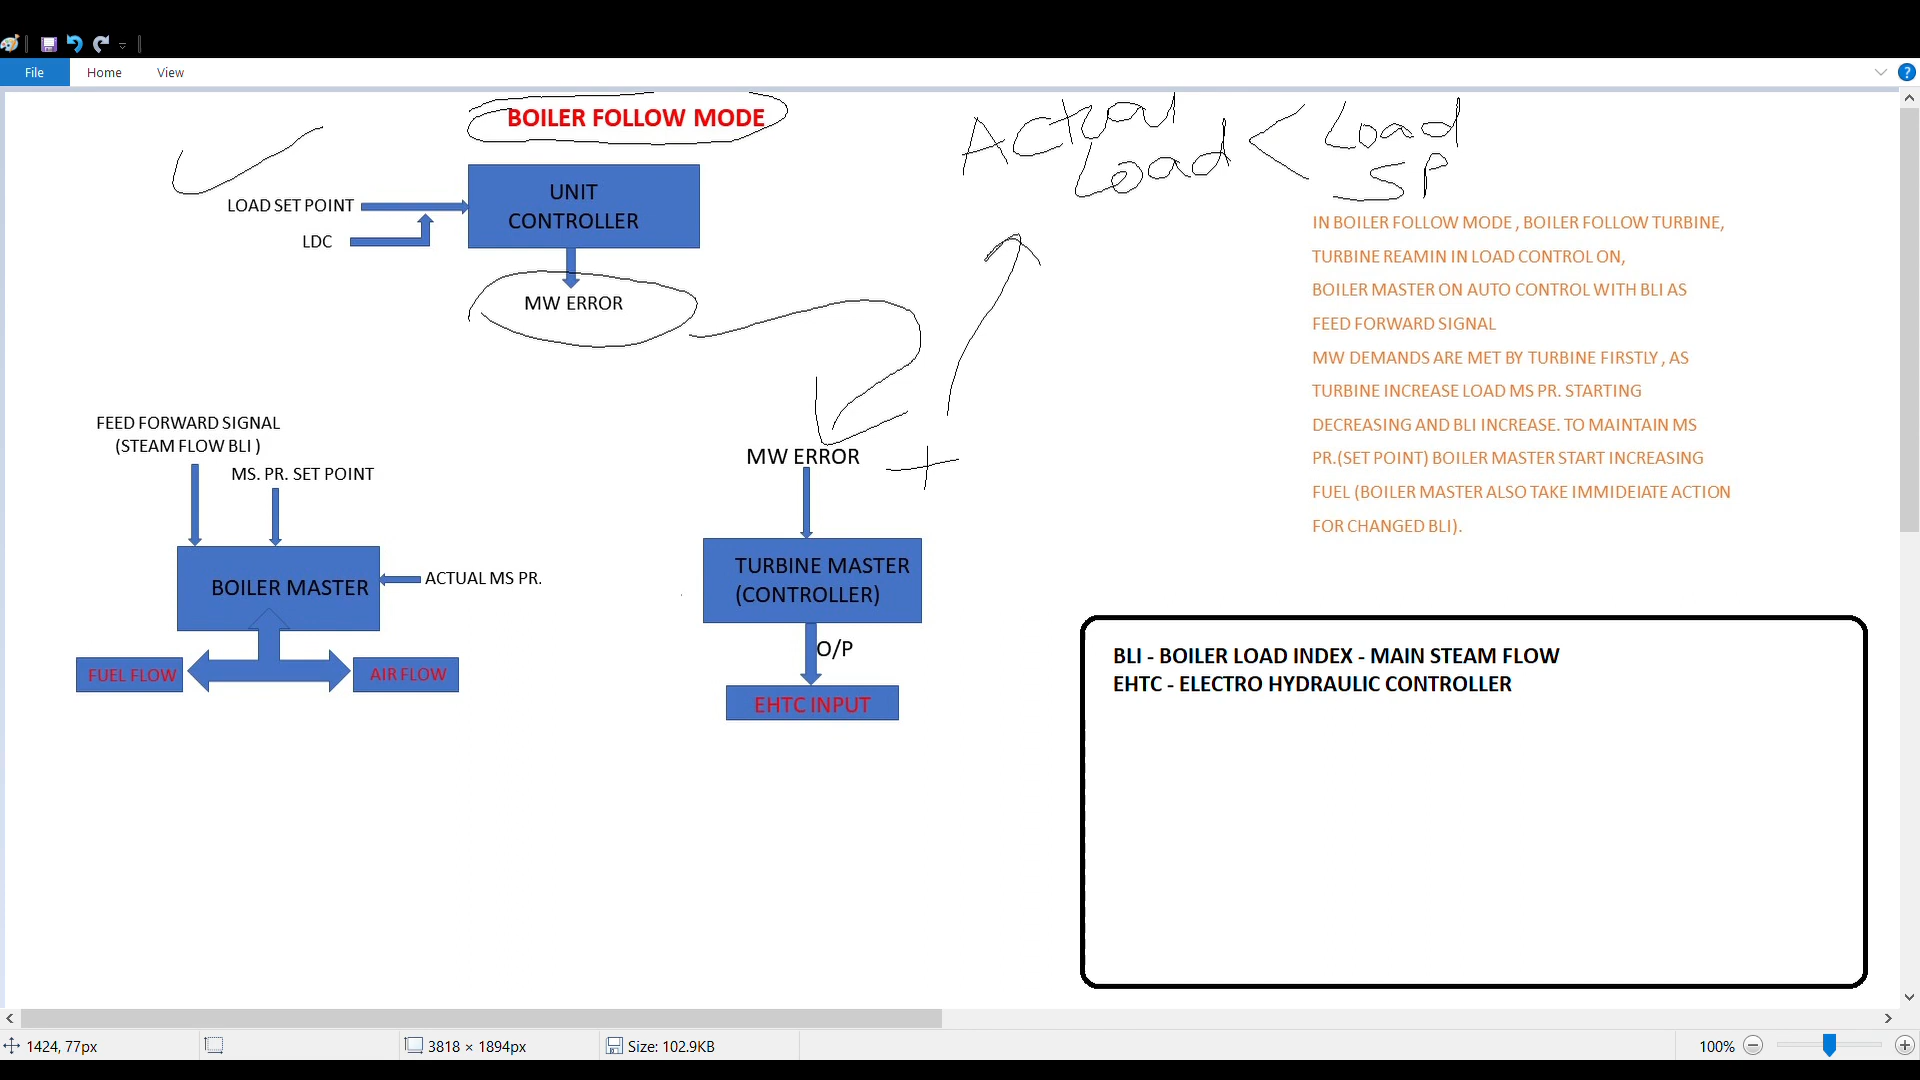 File Home View
BOILER FOLLOW MODE
Actual
Load < Load
SP
UNIT
CONTROLLER
LOAD SET POINT
LDC
MW ERROR
IN BOILER FOLLOW MODE , BOILER FOLLOW TURBINE,
TURBINE REAMIN IN LOAD CONTROL ON,
BOILER MASTER ON AUTO CONTROL WITH BLI AS
FEED FORWARD SIGNAL
MW DEMANDS ARE MET BY TURBINE FIRSTLY , AS
TURBINE INCREASE LOAD MS PR. STARTING
DECREASING AND BLI INCREASE. TO MAINTAIN MS
PR.(SET POINT) BOILER MASTER START INCREASING
FUEL (BOILER MASTER ALSO TAKE IMMIDEIATE ACTION
FOR CHANGED BLI).
FEED FORWARD SIGNAL
(STEAM FLOW BLI )
MS. PR. SET POINT
BOILER MASTER
ACTUAL MS PR.
FUEL FLOW
AIR FLOW
MW ERROR +
TURBINE MASTER
(CONTROLLER)
O/P
EHTC INPUT
BLI - BOILER LOAD INDEX - MAIN STEAM FLOW
EHTC - ELECTRO HYDRAULIC CONTROLLER
1424, 77px 3818 × 1894px Size: 102.9KB 100%